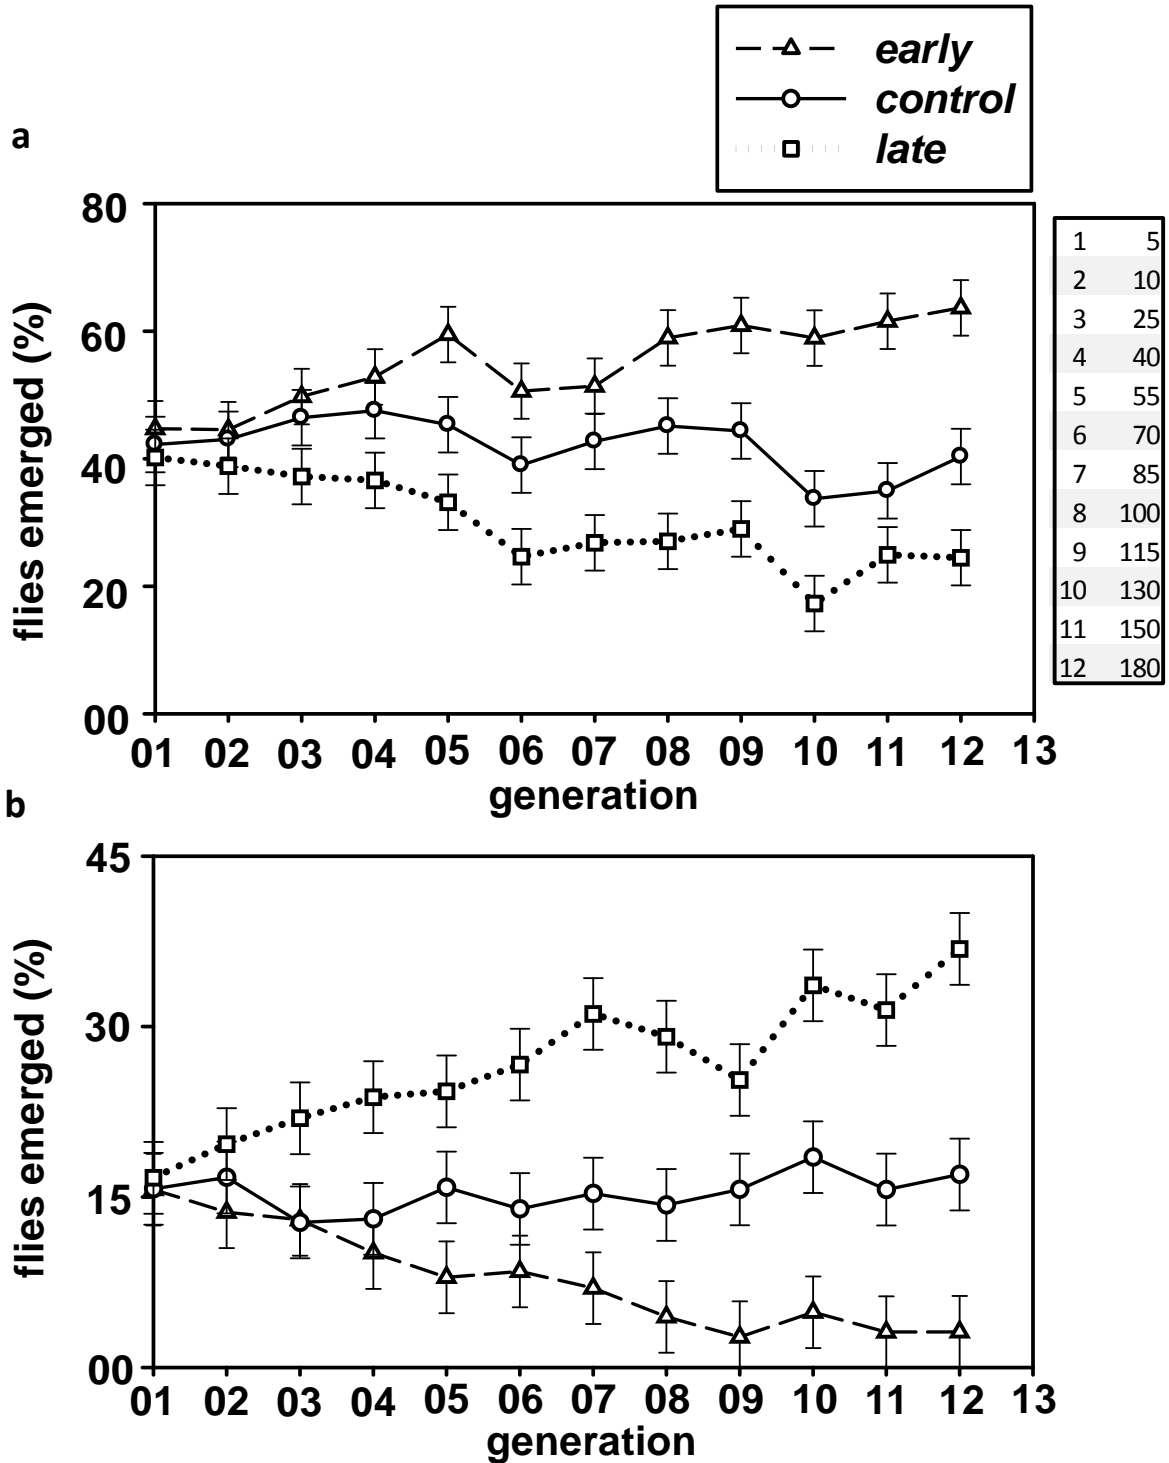 early
control
late
a
80
60
40
20
00
flies emerged (%)
01 02 03 04 05 06 07 08 09 10 11 12 13
generation
1 5
2 10
3 25
4 40
5 55
6 70
7 85
8 100
9 115
10 130
11 150
12 180
b
45
30
15
00
flies emerged (%)
01 02 03 04 05 06 07 08 09 10 11 12 13
generation